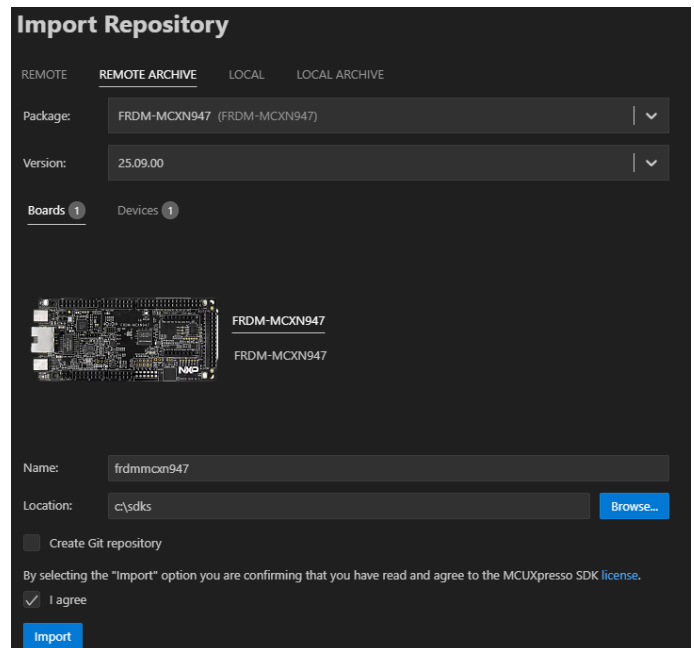 Import Repository
REMOTE REMOTE ARCHIVE LOCAL LOCAL ARCHIVE
Package: FRDM-MCXN947 (FRDM-MCXN947)
Version: 25.09.00
Boards 1 Devices 1
FRDM-MCXN947
FRDM-MCXN947
NXP
Name: frdmmcxn947
Location: c:\sdks Browse...
Create Git repository
By selecting the "Import" option you are confirming that you have read and agree to the MCUXpresso SDK license.
I agree
Import